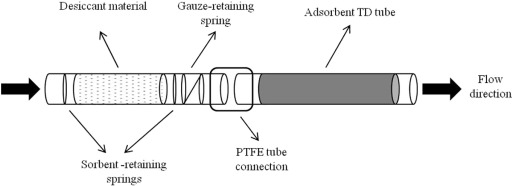 Desiccant material
Gauze-retaining
spring
Adsorbent TD tube
Flow
direction
PTFE tube
connection
Sorbent -retaining
springs